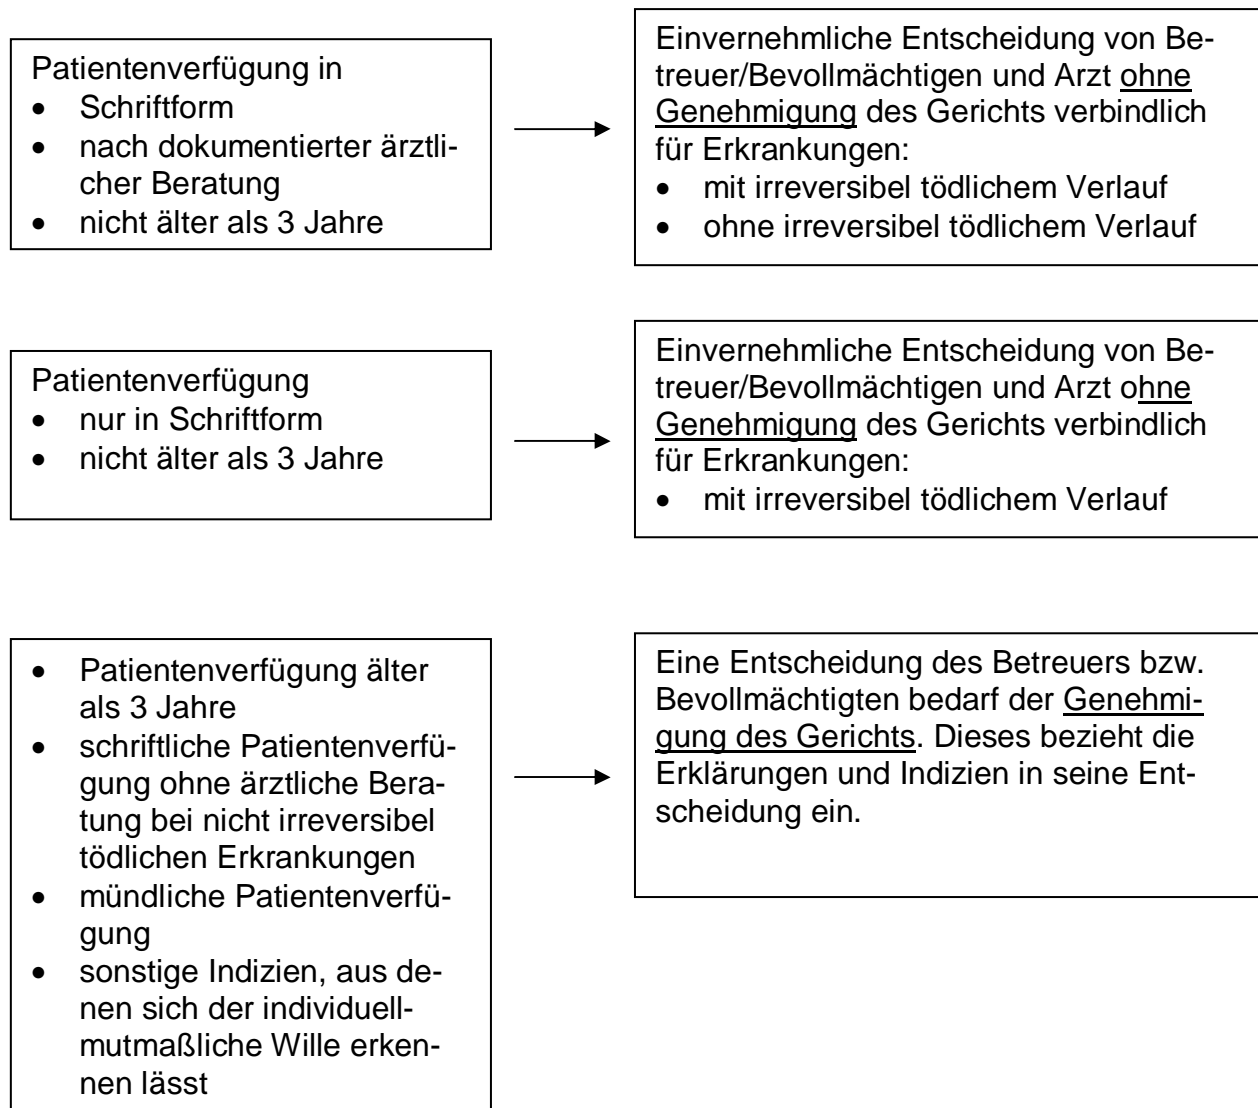 Patientenverfügung in
• Schriftform
• nach dokumentierter ärztli-
cher Beratung
• nicht älter als 3 Jahre
Einvernehmliche Entscheidung von Be-
treuer/Bevollmächtigen und Arzt ohne
Genehmigung des Gerichts verbindlich
für Erkrankungen:
• mit irreversibel tödlichem Verlauf
• ohne irreversibel tödlichem Verlauf
Patientenverfügung
• nur in Schriftform
• nicht älter als 3 Jahre
Einvernehmliche Entscheidung von Be-
treuer/Bevollmächtigen und Arzt ohne
Genehmigung des Gerichts verbindlich
für Erkrankungen:
• mit irreversibel tödlichem Verlauf
• Patientenverfügung älter
als 3 Jahre
• schriftliche Patientenverfü-
gung ohne ärztliche Bera-
tung bei nicht irreversibel
tödlichen Erkrankungen
• mündliche Patientenverfü-
gung
• sonstige Indizien, aus de-
nen sich der individuell-
mutmaßliche Wille erken-
nen lässt
Eine Entscheidung des Betreuers bzw.
Bevollmächtigten bedarf der Genehmi-
gung des Gerichts. Dieses bezieht die
Erklärungen und Indizien in seine Ent-
scheidung ein.